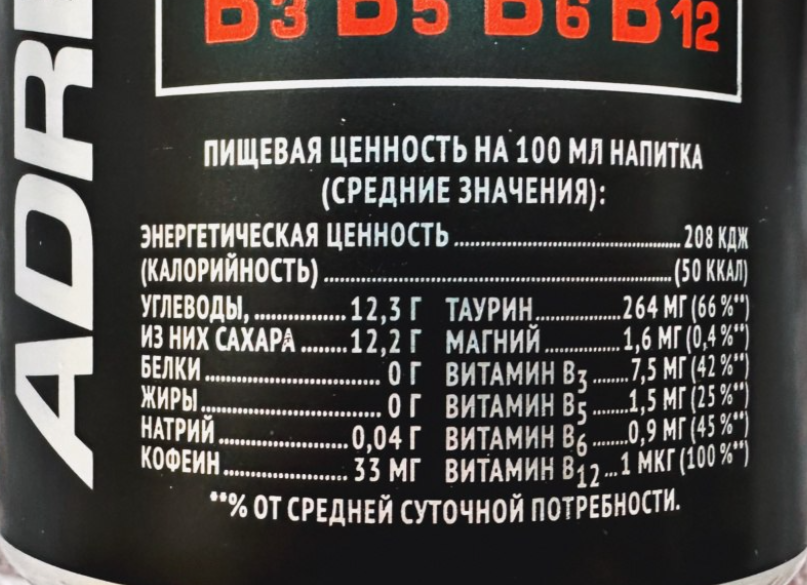 ADR
B3 B5 B6 B12
ПИЩЕВАЯ ЦЕННОСТЬ НА 100 МЛ НАПИТКА
(СРЕДНИЕ ЗНАЧЕНИЯ):
ЭНЕРГЕТИЧЕСКАЯ ЦЕННОСТЬ ........ 208 КДЖ
(КАЛОРИЙНОСТЬ) ........ (50 ККАЛ)
УГЛЕВОДЫ, ........ 12,3 Г ТАУРИН ........ 264 МГ (66 %**)
ИЗ НИХ САХАРА ........ 12,2 Г МАГНИЙ ........ 1,6 МГ (0,4 %**)
БЕЛКИ ........ 0 Г ВИТАМИН B3 ........ 7,5 МГ (42 %**)
ЖИРЫ ........ 0 Г ВИТАМИН B5 ........ 1,5 МГ (25 %**)
НАТРИЙ ........ 0,04 Г ВИТАМИН B6 ........ 0,9 МГ (45 %**)
КОФЕИН ........ 33 МГ ВИТАМИН B12 ... 1 МКГ (100 %**)
**% ОТ СРЕДНЕЙ СУТОЧНОЙ ПОТРЕБНОСТИ.